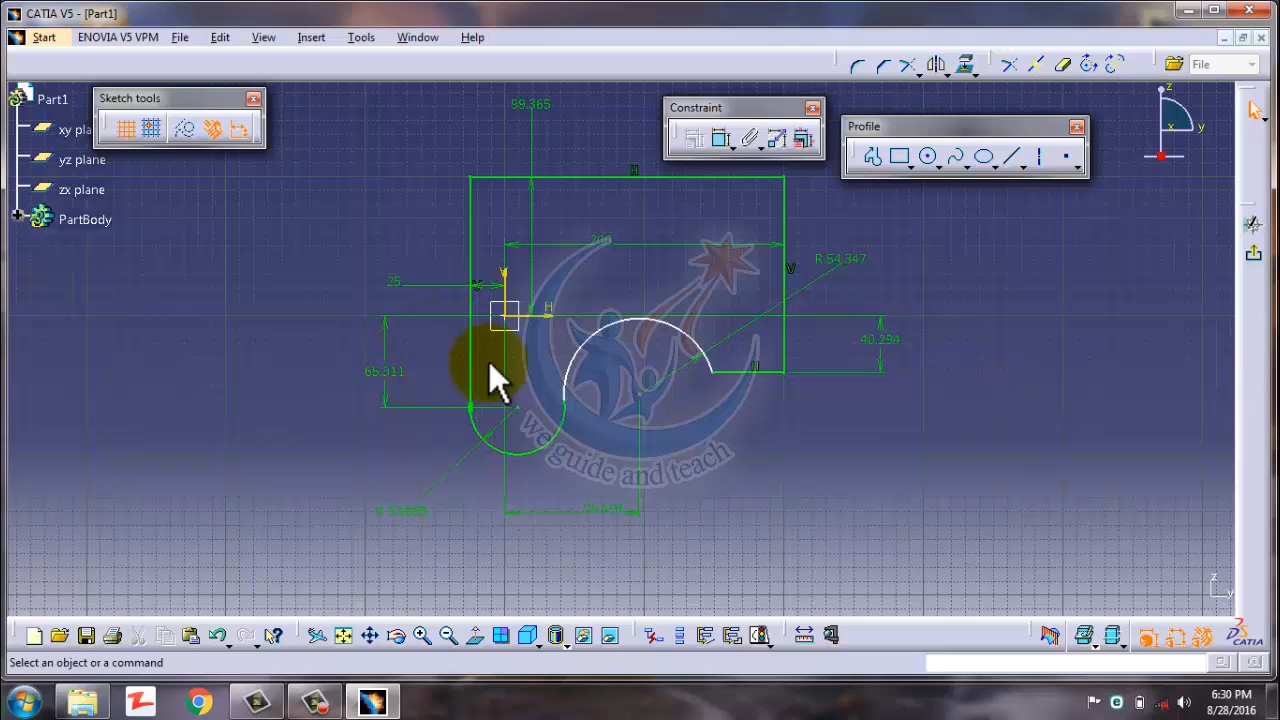 CATIA V5 - [Part1]
Start ENOVIA V5 VPM File Edit View Insert Tools Window Help
File
Part1
xy pla
yz plane
zx plane
PartBody
Sketch tools
Constraint
Profile
z
x y
99.365
H
200
25
V
V
R 54.347
V
H
65.311
40.294
H
we guide and teach
z
y
CATIA
Select an object or a command
6:30 PM
8/28/2016